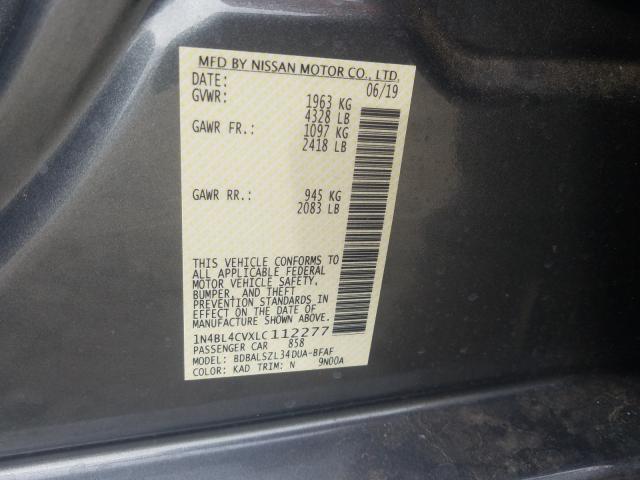 MFD BY NISSAN MOTOR CO., LTD.
DATE: 06/19
GVWR: 1963 KG
4328 LB
GAWR FR.: 1097 KG
2418 LB
GAWR RR.: 945 KG
2083 LB
THIS VEHICLE CONFORMS TO
ALL APPLICABLE FEDERAL
MOTOR VEHICLE SAFETY,
BUMPER, AND THEFT
PREVENTION STANDARDS IN
EFFECT ON THE DATE OF
MANUFACTURE SHOWN ABOVE.
1N4BL4CVXLC112277
PASSENGER CAR 858
MODEL: BDBALSZL34DUA-BFAF
COLOR: KAD TRIM: N 9N00A